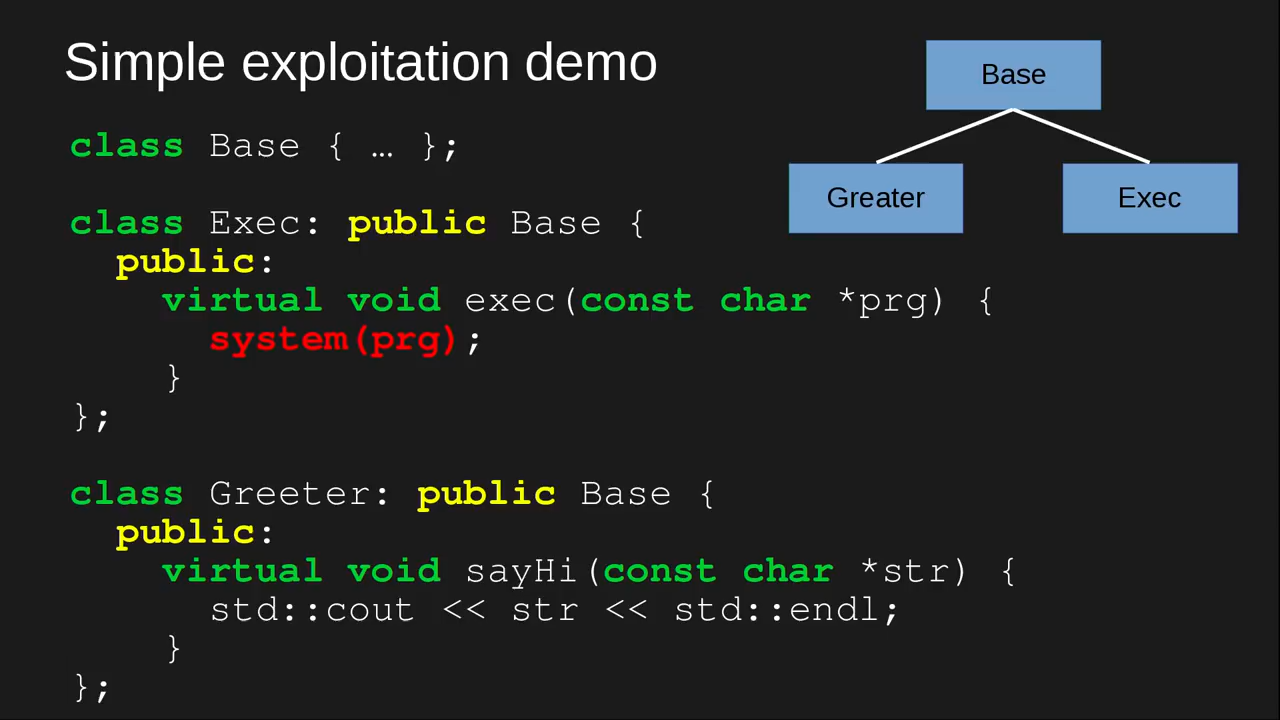 Simple exploitation demo
Base
Greater
Exec
class Base { … };
class Exec: public Base {
public:
virtual void exec(const char *prg) {
system(prg);
}
};
class Greeter: public Base {
public:
virtual void sayHi(const char *str) {
std::cout << str << std::endl;
}
};